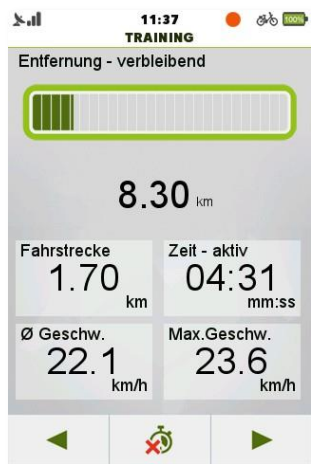 11:37
100%
TRAINING
Entfernung - verbleibend
8.30 km
Fahrstrecke
1.70
km
Zeit - aktiv
04:31
mm:ss
Ø Geschw.
22.1
km/h
Max.Geschw.
23.6
km/h